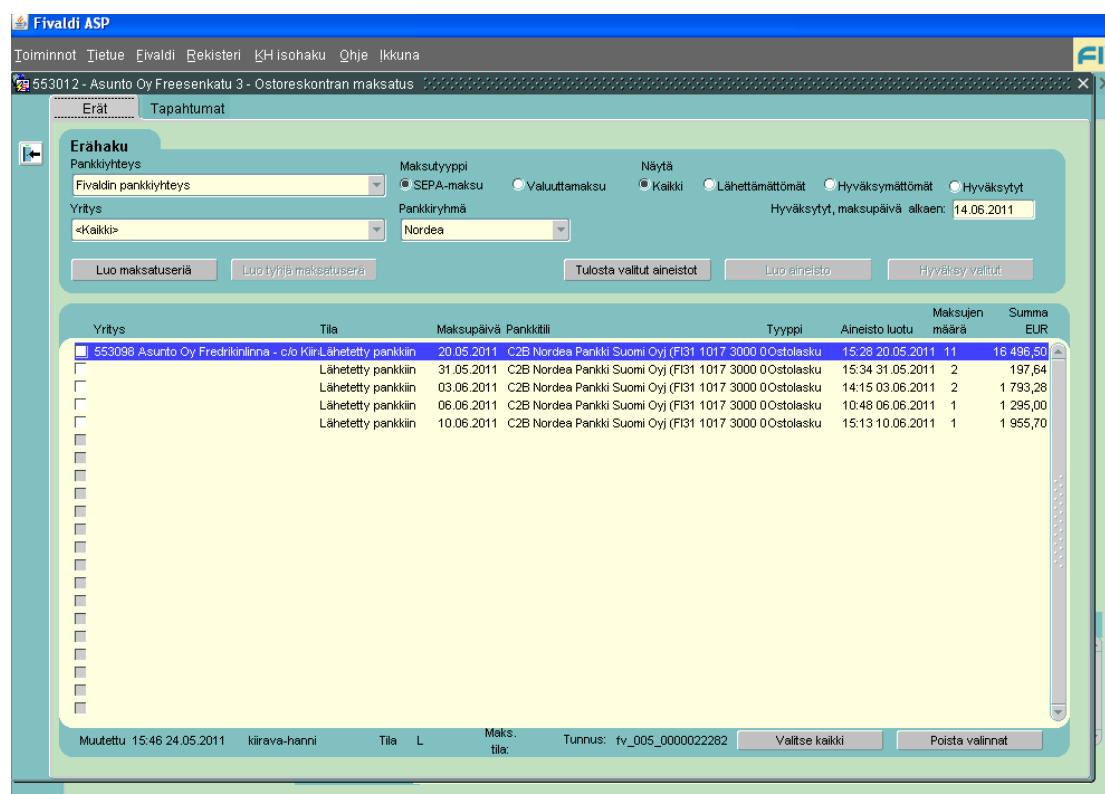 Fivaldi ASP
Toiminnot Tietue Fivaldi Rekisteri KH isohaku Ohje Ikkuna
FI
553012 - Asunto Oy Freesenkatu 3 - Ostoreskontran maksatus
Erät Tapahtumat
Erähaku
Pankkiyhteys Maksutyyppi Näytä
Fivaldin pankkiyhteys SEPA-maksu Valuuttamaksu Kaikki Lähettämättömät Hyväksymättömät Hyväksytyt
Yritys Pankkiryhmä Hyväksytyt, maksupäivä alkaen: 14.06.2011
<Kaikki> Nordea
Luo maksatuseriä Luo tyhjä maksatuserä Tulosta valitut aineistot Luo aineisto Hyväksy valitut
Maksujen Summa
Yritys Tila Maksupäivä Pankkitili Tyyppi Aineisto luotu määrä EUR
553098 Asunto Oy Fredrikinlinna - c/o Kiir Lähetetty pankkiin 20.05.2011 C2B Nordea Pankki Suomi Oyj (FI31 1017 3000 0 Ostolasku 15:28 20.05.2011 11 16 496,50
Lähetetty pankkiin 31.05.2011 C2B Nordea Pankki Suomi Oyj (FI31 1017 3000 0 Ostolasku 15:34 31.05.2011 2 197,64
Lähetetty pankkiin 03.06.2011 C2B Nordea Pankki Suomi Oyj (FI31 1017 3000 0 Ostolasku 14:15 03.06.2011 2 1 793,28
Lähetetty pankkiin 06.06.2011 C2B Nordea Pankki Suomi Oyj (FI31 1017 3000 0 Ostolasku 10:48 06.06.2011 1 1 295,00
Lähetetty pankkiin 10.06.2011 C2B Nordea Pankki Suomi Oyj (FI31 1017 3000 0 Ostolasku 15:13 10.06.2011 1 1 955,70
Muutettu 15:46 24.05.2011 kiirava-hanni Tila L Maks. tila: Tunnus: fv_005_0000022282 Valitse kaikki Poista valinnat